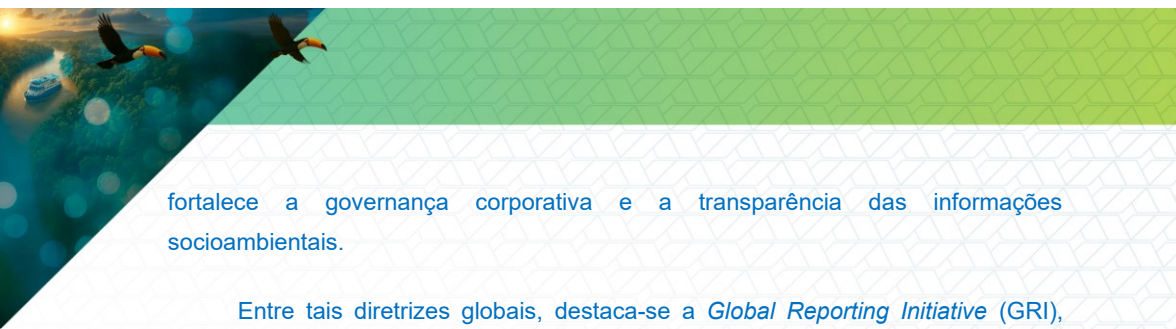 fortalece a governança corporativa e a transparência das informações
socioambientais.
Entre tais diretrizes globais, destaca-se a Global Reporting Initiative (GRI),